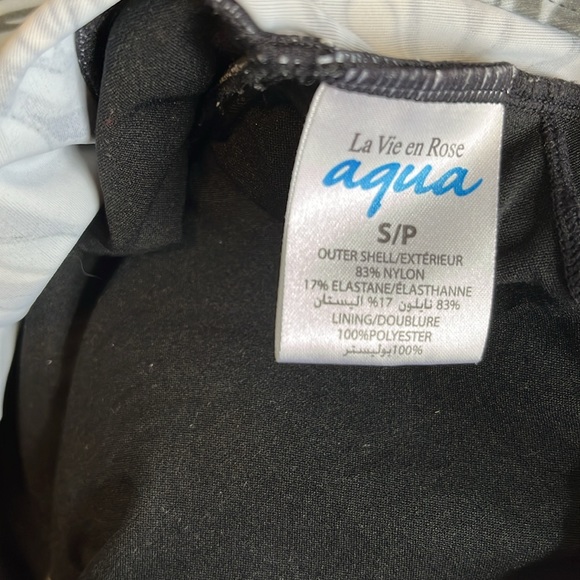 La Vie en Rose
aqua
S/P
OUTER SHELL/EXTÉRIEUR
83% NYLON
17% ELASTANE/ÉLASTHANNE
83% نايلون 17% اليستان
LINING/DOUBLURE
100%POLYESTER
100%بوليستر